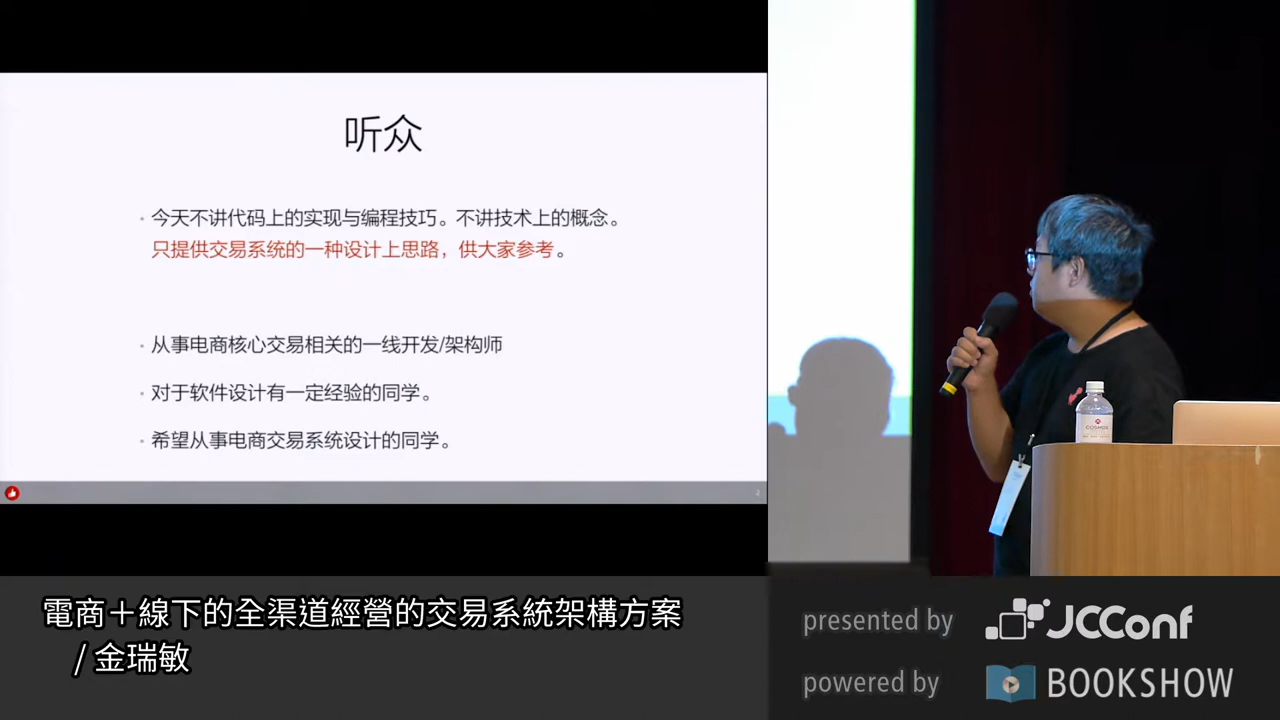 听众
今天不讲代码上的实现与编程技巧。不讲技术上的概念。
只提供交易系统的一种设计上思路，供大家参考。
从事电商核心交易相关的一线开发/架构师
对于软件设计有一定经验的同学。
希望从事电商交易系统设计的同学。
COSMOS
電商＋線下的全渠道經營的交易系統架構方案
/ 金瑞敏
presented by JCConf
powered by BOOKSHOW